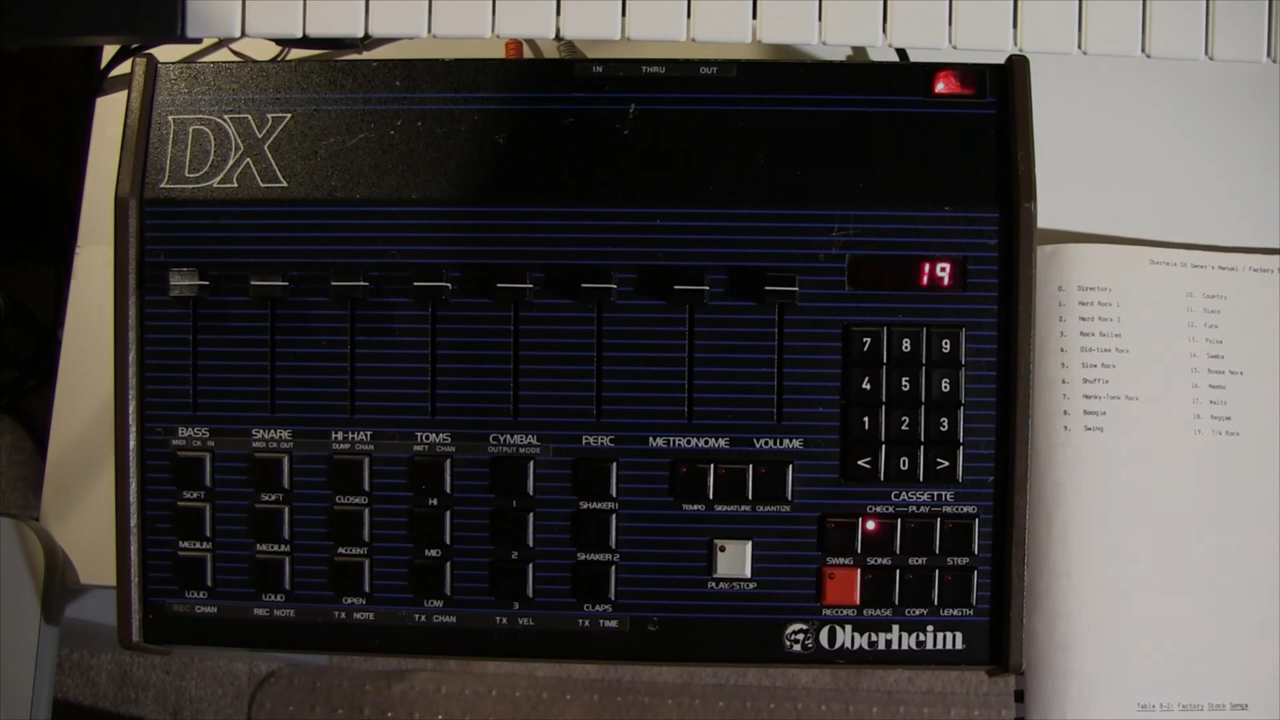 IN THRU OUT
DX
19
7 8 9
4 5 6
1 2 3
< 0 >
BASS SNARE HI-HAT TOMS CYMBAL PERC METRONOME VOLUME
MIDI CK IN MIDI CK OUT DUMP CHAN PATT CHAN OUTPUT MODE
SOFT SOFT CLOSED HI 1 SHAKER 1
TEMPO SIGNATURE QUANTIZE
MEDIUM MEDIUM ACCENT MID 2 SHAKER 2
LOUD LOUD OPEN LOW 3 CLAPS
REC CHAN REC NOTE TX NOTE TX CHAN TX VEL TX TIME
PLAY/STOP
CASSETTE
CHECK—PLAY—RECORD
SWING SONG EDIT STEP
RECORD ERASE COPY LENGTH
Oberheim
Oberheim DX Owner's Manual / Factory
0. Directory
1. Hard Rock 1
2. Hard Rock 2
3. Rock Ballad
4. Old-time Rock
5. Slow Rock
6. Shuffle
7. Honky-Tonk Rock
8. Boogie
9. Swing
10. Country
11. Disco
12. Funk
13. Polka
14. Samba
15. Bossa Nova
16. Mambo
17. Waltz
18. Reggae
19. 7/4 Rock
Table 8-2: Factory Stock Songs